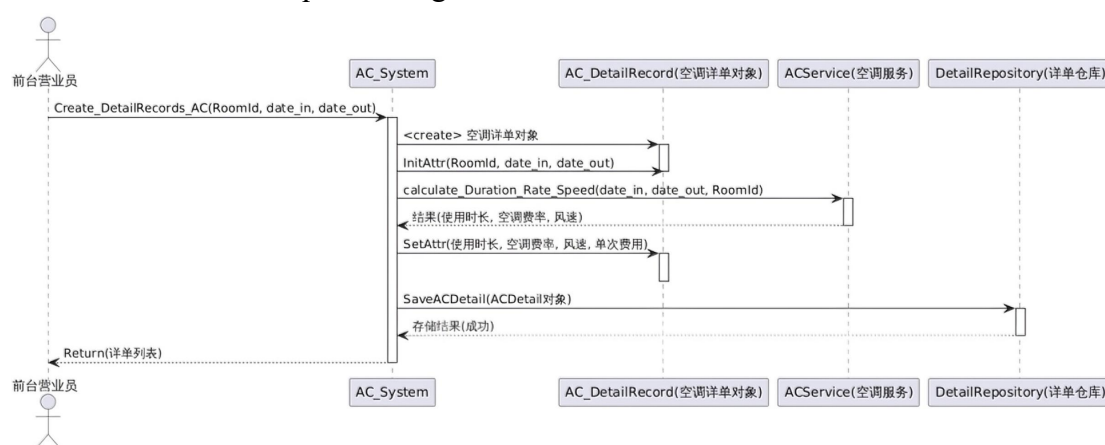 前台营业员
AC_System
AC_DetailRecord(空调详单对象)
ACService(空调服务)
DetailRepository(详单仓库)
Create_DetailRecords_AC(RoomId, date_in, date_out)
<create> 空调详单对象
InitAttr(RoomId, date_in, date_out)
calculate_Duration_Rate_Speed(date_in, date_out, RoomId)
结果(使用时长, 空调费率, 风速)
SetAttr(使用时长, 空调费率, 风速, 单次费用)
SaveACDetail(ACDetail对象)
存储结果(成功)
Return(详单列表)
前台营业员
AC_System
AC_DetailRecord(空调详单对象)
ACService(空调服务)
DetailRepository(详单仓库)